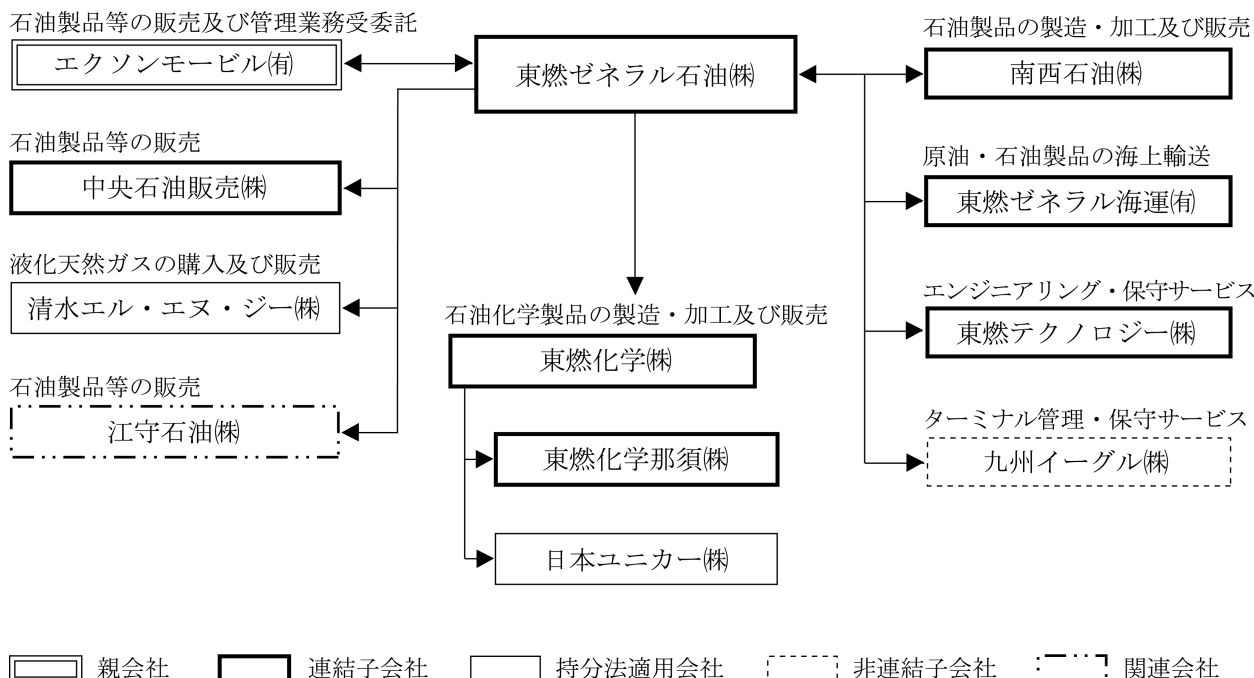 石油製品等の販売及び管理業務受委託
エクソンモービル㈲
石油製品等の販売
中央石油販売㈱
液化天然ガスの購入及び販売
清水エル・エヌ・ジー㈱
石油製品等の販売
江守石油㈱
東燃ゼネラル石油㈱
石油化学製品の製造・加工及び販売
東燃化学㈱
東燃化学那須㈱
日本ユニカー㈱
石油製品の製造・加工及び販売
南西石油㈱
原油・石油製品の海上輸送
東燃ゼネラル海運㈲
エンジニアリング・保守サービス
東燃テクノロジー㈱
ターミナル管理・保守サービス
九州イーグル㈱
親会社
連結子会社
持分法適用会社
非連結子会社
関連会社